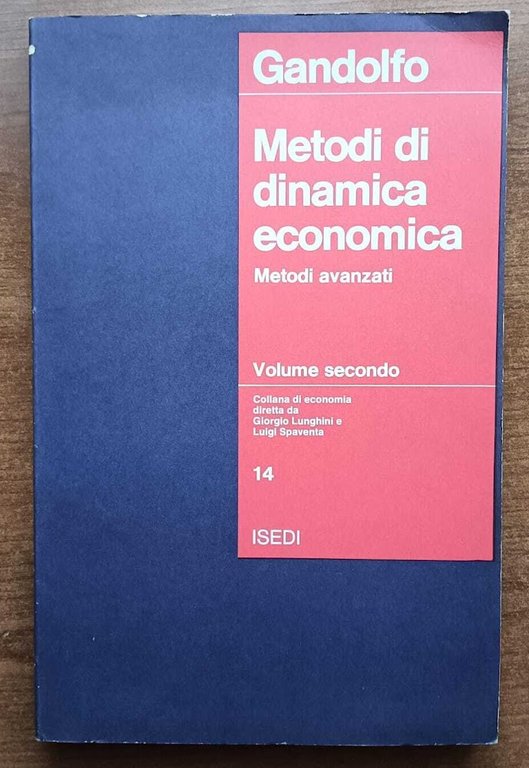 Gandolfo
Metodi di
dinamica
economica
Metodi avanzati
Volume secondo
Collana di economia
diretta da
Giorgio Lunghini e
Luigi Spaventa
14
ISEDI